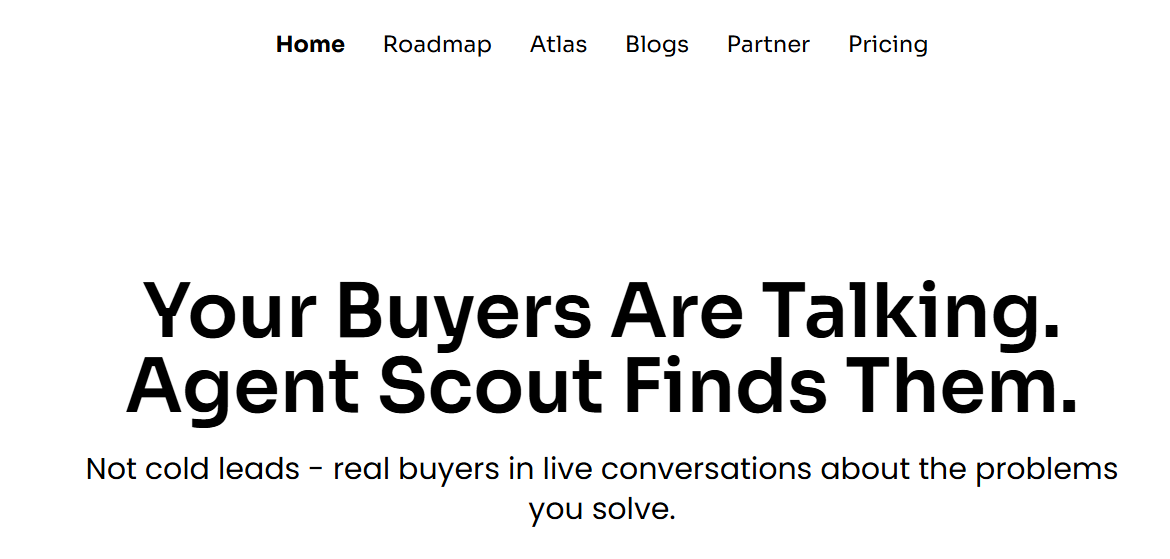 Home Roadmap Atlas Blogs Partner Pricing
Your Buyers Are Talking.
Agent Scout Finds Them.
Not cold leads - real buyers in live conversations about the problems
you solve.